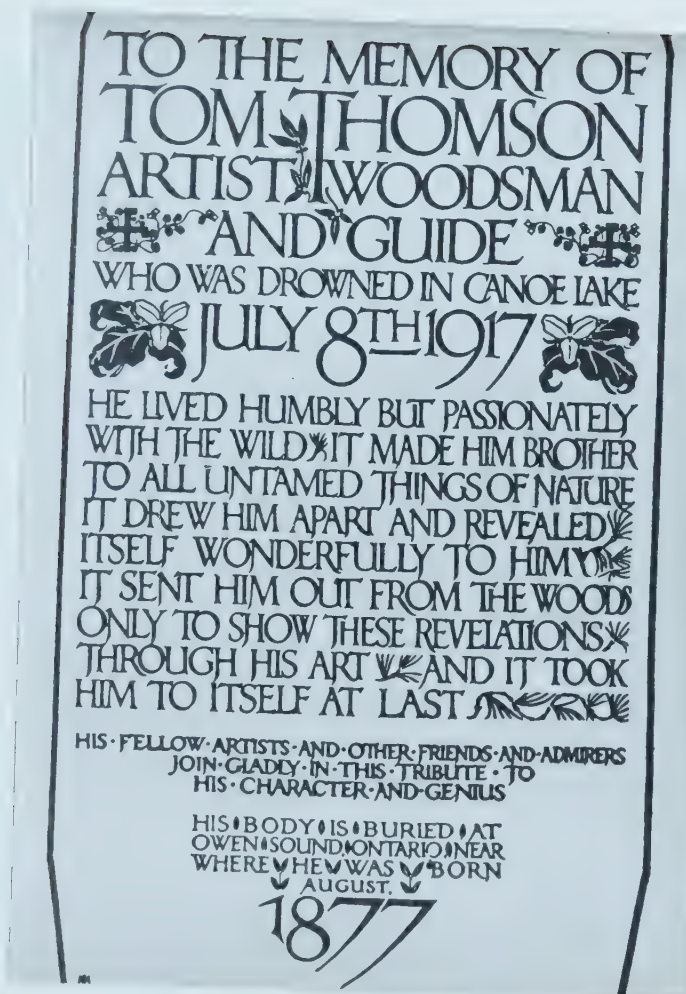 TO THE MEMORY OF
TOM THOMSON
ARTIST WOODSMAN
AND GUIDE
WHO WAS DROWNED IN CANOE LAKE
JULY 8TH 1917
HE LIVED HUMBLY BUT PASSIONATELY
WITH THE WILD IT MADE HIM BROTHER
TO ALL UNTAMED THINGS OF NATURE
IT DREW HIM APART AND REVEALED
ITSELF WONDERFULLY TO HIM
IT SENT HIM OUT FROM THE WOODS
ONLY TO SHOW THESE REVELATIONS
THROUGH HIS ART AND IT TOOK
HIM TO ITSELF AT LAST
HIS · FELLOW · ARTISTS · AND · OTHER · FRIENDS · AND · ADMIRERS
JOIN · GLADLY · IN · THIS · TRIBUTE · TO
HIS · CHARACTER · AND · GENIUS
HIS BODY IS BURIED AT
OWEN SOUND, ONTARIO, NEAR
WHERE HE WAS BORN
AUGUST,
1877